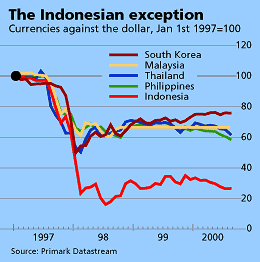 The Indonesian exception
Currencies against the dollar, Jan 1st 1997=100
120
South Korea
Malaysia
Thailand
Philippines
Indonesia
100
80
60
40
20
0
1997
98
99
2000
Source: Primark Datastream